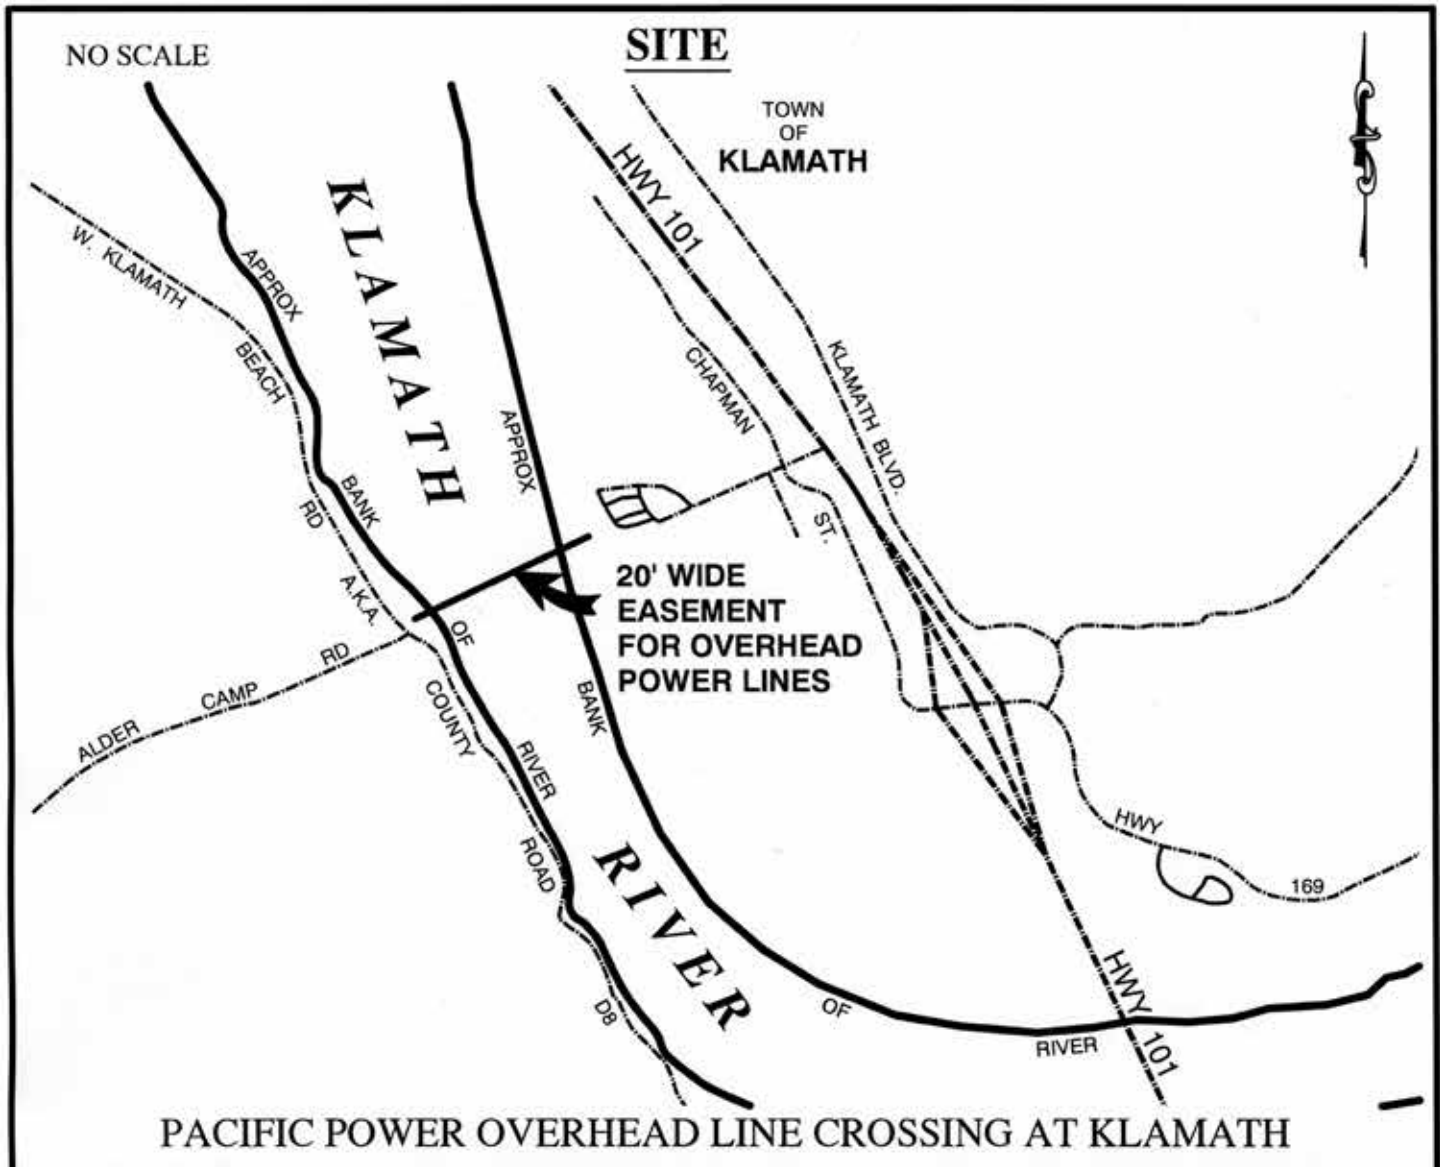 SITE
NO SCALE
TOWN
OF
KLAMATH
HWY 101
KLAMATH
W. KLAMATH
BEACH
RD
A.K.A.
COUNTY
ROAD
D8
APPROX
BANK
OF
RIVER
APPROX
BANK
OF
RIVER
CHAPMAN
ST.
KLAMATH BLVD.
20' WIDE
EASEMENT
FOR OVERHEAD
POWER LINES
ALDER CAMP RD
RIVER
HWY
169
HWY 101
PACIFIC POWER OVERHEAD LINE CROSSING AT KLAMATH